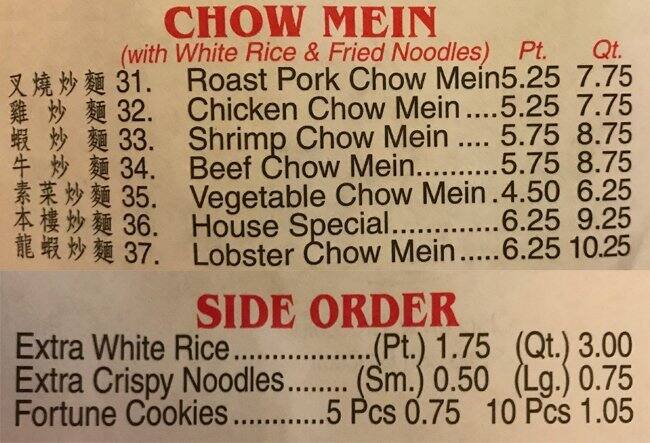 CHOW MEIN
(with White Rice & Fried Noodles) Pt. Qt.
叉燒炒麵 31. Roast Pork Chow Mein 5.25 7.75
雞炒麵 32. Chicken Chow Mein .... 5.25 7.75
蝦炒麵 33. Shrimp Chow Mein .... 5.75 8.75
牛炒麵 34. Beef Chow Mein.......... 5.75 8.75
素菜炒麵 35. Vegetable Chow Mein . 4.50 6.25
本樓炒麵 36. House Special............. 6.25 9.25
龍蝦炒麵 37. Lobster Chow Mein..... 6.25 10.25
SIDE ORDER
Extra White Rice...................(Pt.) 1.75 (Qt.) 3.00
Extra Crispy Noodles........ (Sm.) 0.50 (Lg.) 0.75
Fortune Cookies............5 Pcs 0.75 10 Pcs 1.05